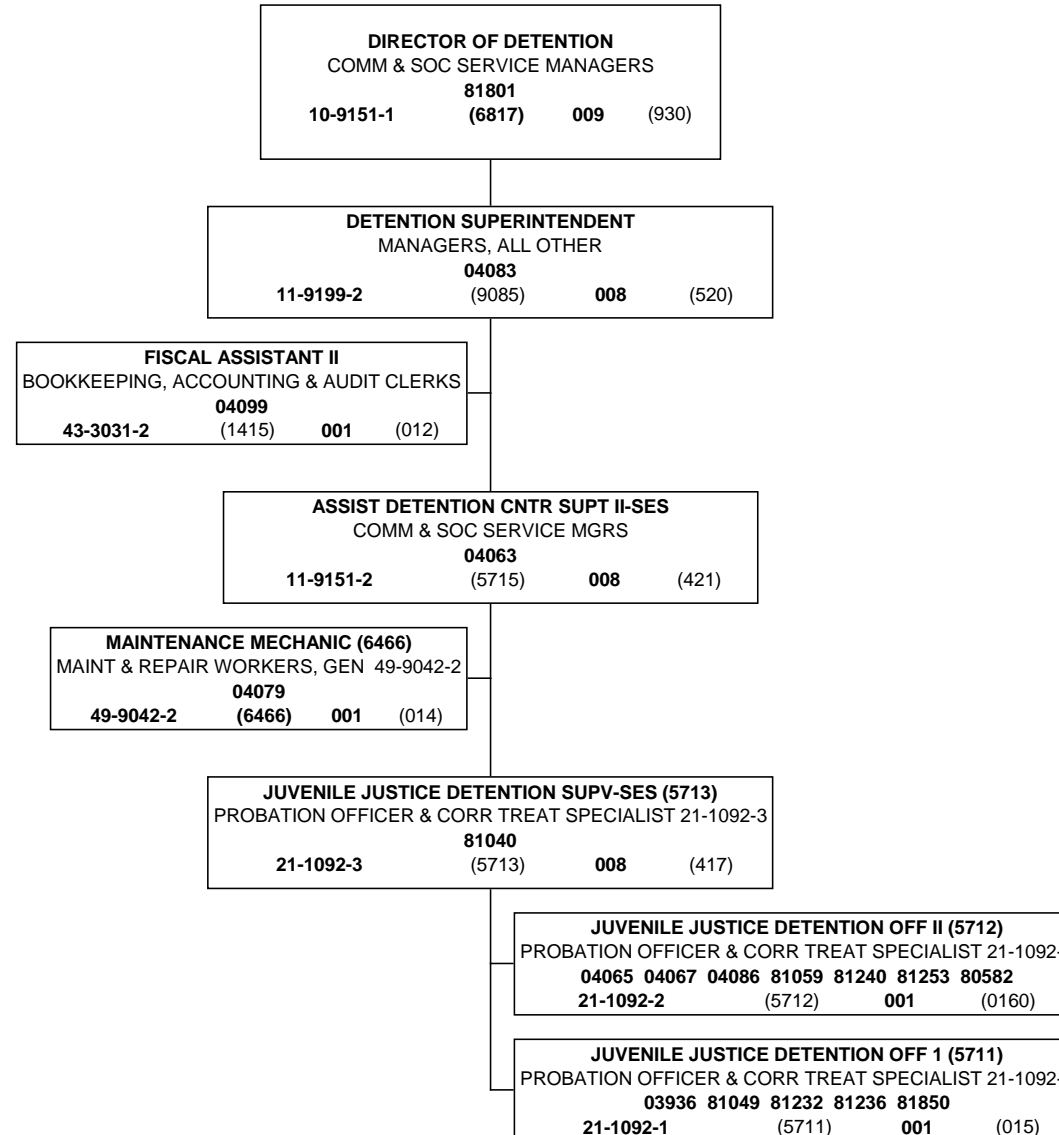 DIRECTOR OF DETENTION
COMM & SOC SERVICE MANAGERS
81801
10-9151-1 (6817) 009 (930)
DETENTION SUPERINTENDENT
MANAGERS, ALL OTHER
04083
11-9199-2 (9085) 008 (520)
FISCAL ASSISTANT II
BOOKKEEPING, ACCOUNTING & AUDIT CLERKS
04099
43-3031-2 (1415) 001 (012)
ASSIST DETENTION CNTR SUPT II-SES
COMM & SOC SERVICE MGRS
04063
11-9151-2 (5715) 008 (421)
MAINTENANCE MECHANIC (6466)
MAINT & REPAIR WORKERS, GEN 49-9042-2
04079
49-9042-2 (6466) 001 (014)
JUVENILE JUSTICE DETENTION SUPV-SES (5713)
PROBATION OFFICER & CORR TREAT SPECIALIST 21-1092-3
81040
21-1092-3 (5713) 008 (417)
JUVENILE JUSTICE DETENTION OFF II (5712)
PROBATION OFFICER & CORR TREAT SPECIALIST 21-1092-
04065 04067 04086 81059 81240 81253 80582
21-1092-2 (5712) 001 (0160)
JUVENILE JUSTICE DETENTION OFF 1 (5711)
PROBATION OFFICER & CORR TREAT SPECIALIST 21-1092-
03936 81049 81232 81236 81850
21-1092-1 (5711) 001 (015)